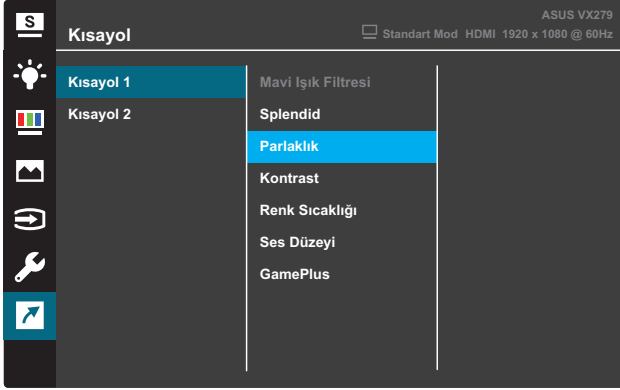 S
ASUS VX279
Kısayol
Standart Mod HDMI 1920 x 1080 @ 60Hz
Kısayol 1
Kısayol 2
Mavi Işık Filtresi
Splendid
Parlaklık
Kontrast
Renk Sıcaklığı
Ses Düzeyi
GamePlus